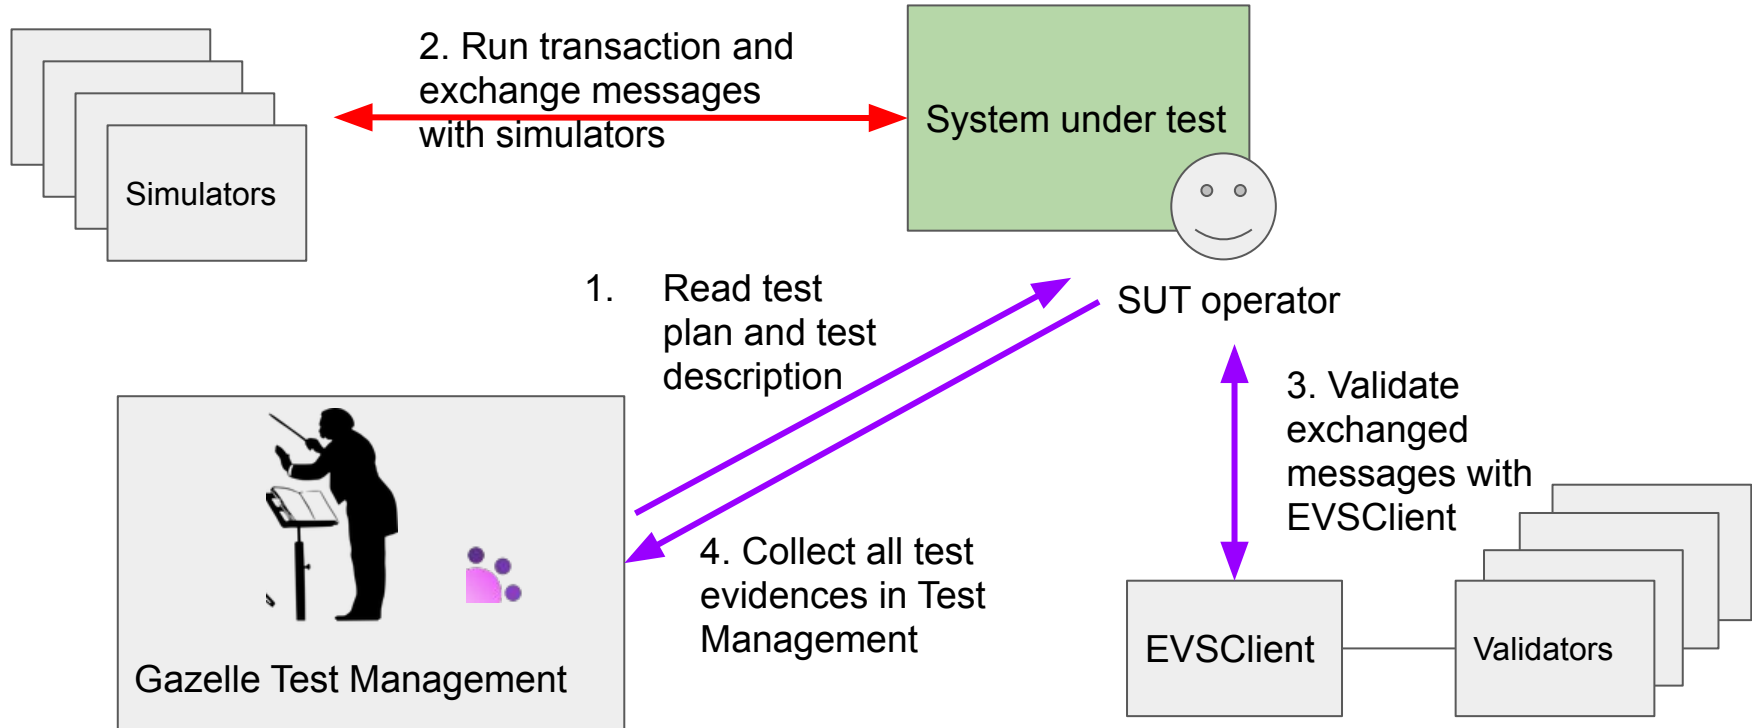 2. Run transaction and
exchange messages
with simulators
System under test
Simulators
1. Read test
plan and test
description
SUT operator
3. Validate
exchanged
messages with
EVSClient
4. Collect all test
evidences in Test
Management
Gazelle Test Management
EVSClient
Validators